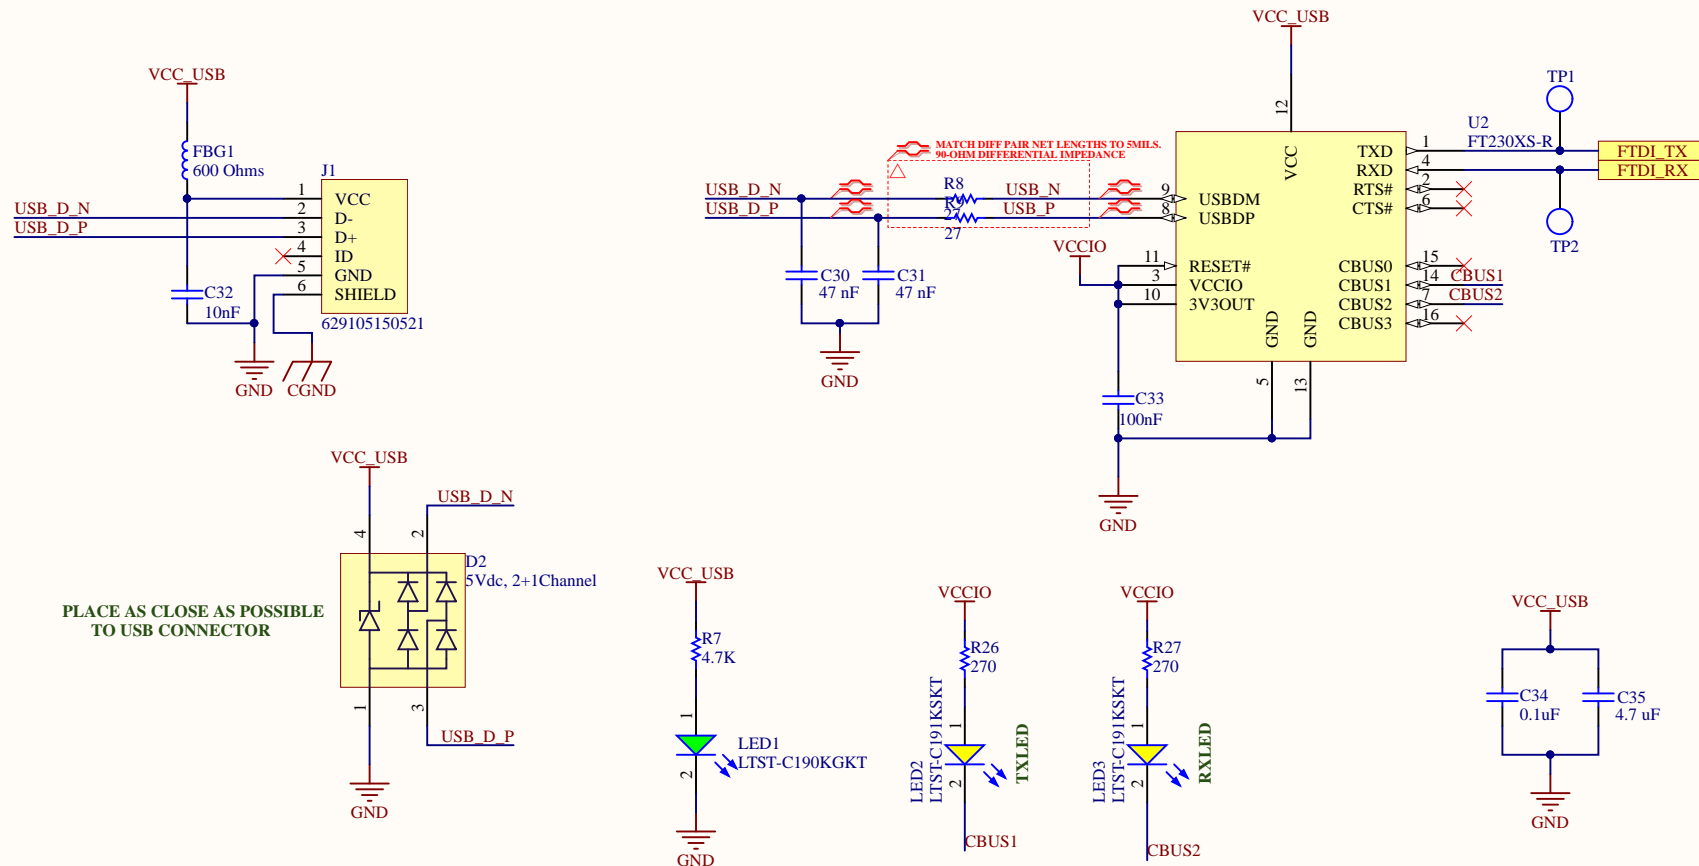 VCC_USB
FBG1
600 Ohms
J1
1 VCC
USB_D_N 2 D-
USB_D_P 3 D+
4 ID
5 GND
6 SHIELD
629105150521
C32
10nF
GND
CGND
MATCH DIFF PAIR NET LENGTHS TO 5MILS.
90-OHM DIFFERENTIAL IMPEDANCE
USB_D_N
USB_D_P
R8
27
R9
27
USB_N
USB_P
C30
47 nF
C31
47 nF
GND
VCC_USB
12
VCC
U2
FT230XS-R
9 USBDM
8 USBDP
VCCIO
11 RESET#
3 VCCIO
10 3V3OUT
TXD 1
RXD 4
RTS# 2
CTS# 6
CBUS0 15
CBUS1 14 CBUS1
CBUS2 7 CBUS2
CBUS3 16
GND
GND
5
13
C33
100nF
GND
TP1
TP2
FTDI_TX
FTDI_RX
VCC_USB
USB_D_N
4
2
D2
5Vdc, 2+1Channel
PLACE AS CLOSE AS POSSIBLE
TO USB CONNECTOR
1
3
USB_D_P
GND
VCC_USB
R7
4.7K
1
LED1
LTST-C190KGKT
2
GND
VCCIO
R26
270
1
LED2
LTST-C191KSKT
TXLED
2
CBUS1
VCCIO
R27
270
1
LED3
LTST-C191KSKT
RXLED
2
CBUS2
VCC_USB
C34
0.1uF
C35
4.7 uF
GND